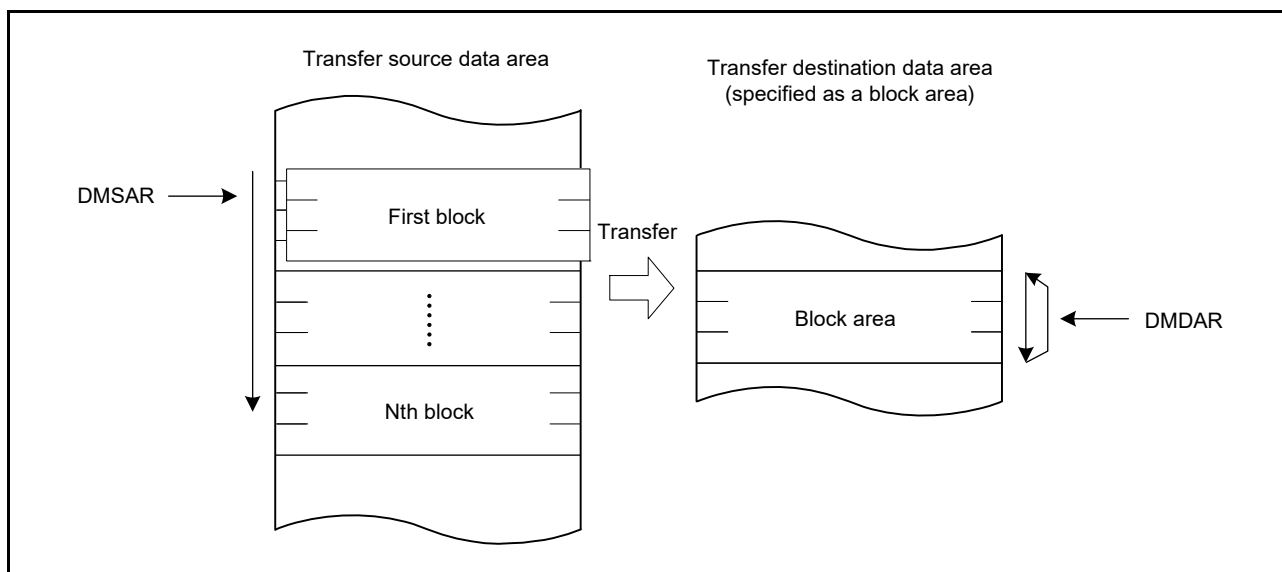 Transfer source data area
Transfer destination data area
(specified as a block area)
DMSAR
First block
Transfer
Block area
DMDAR
Nth block